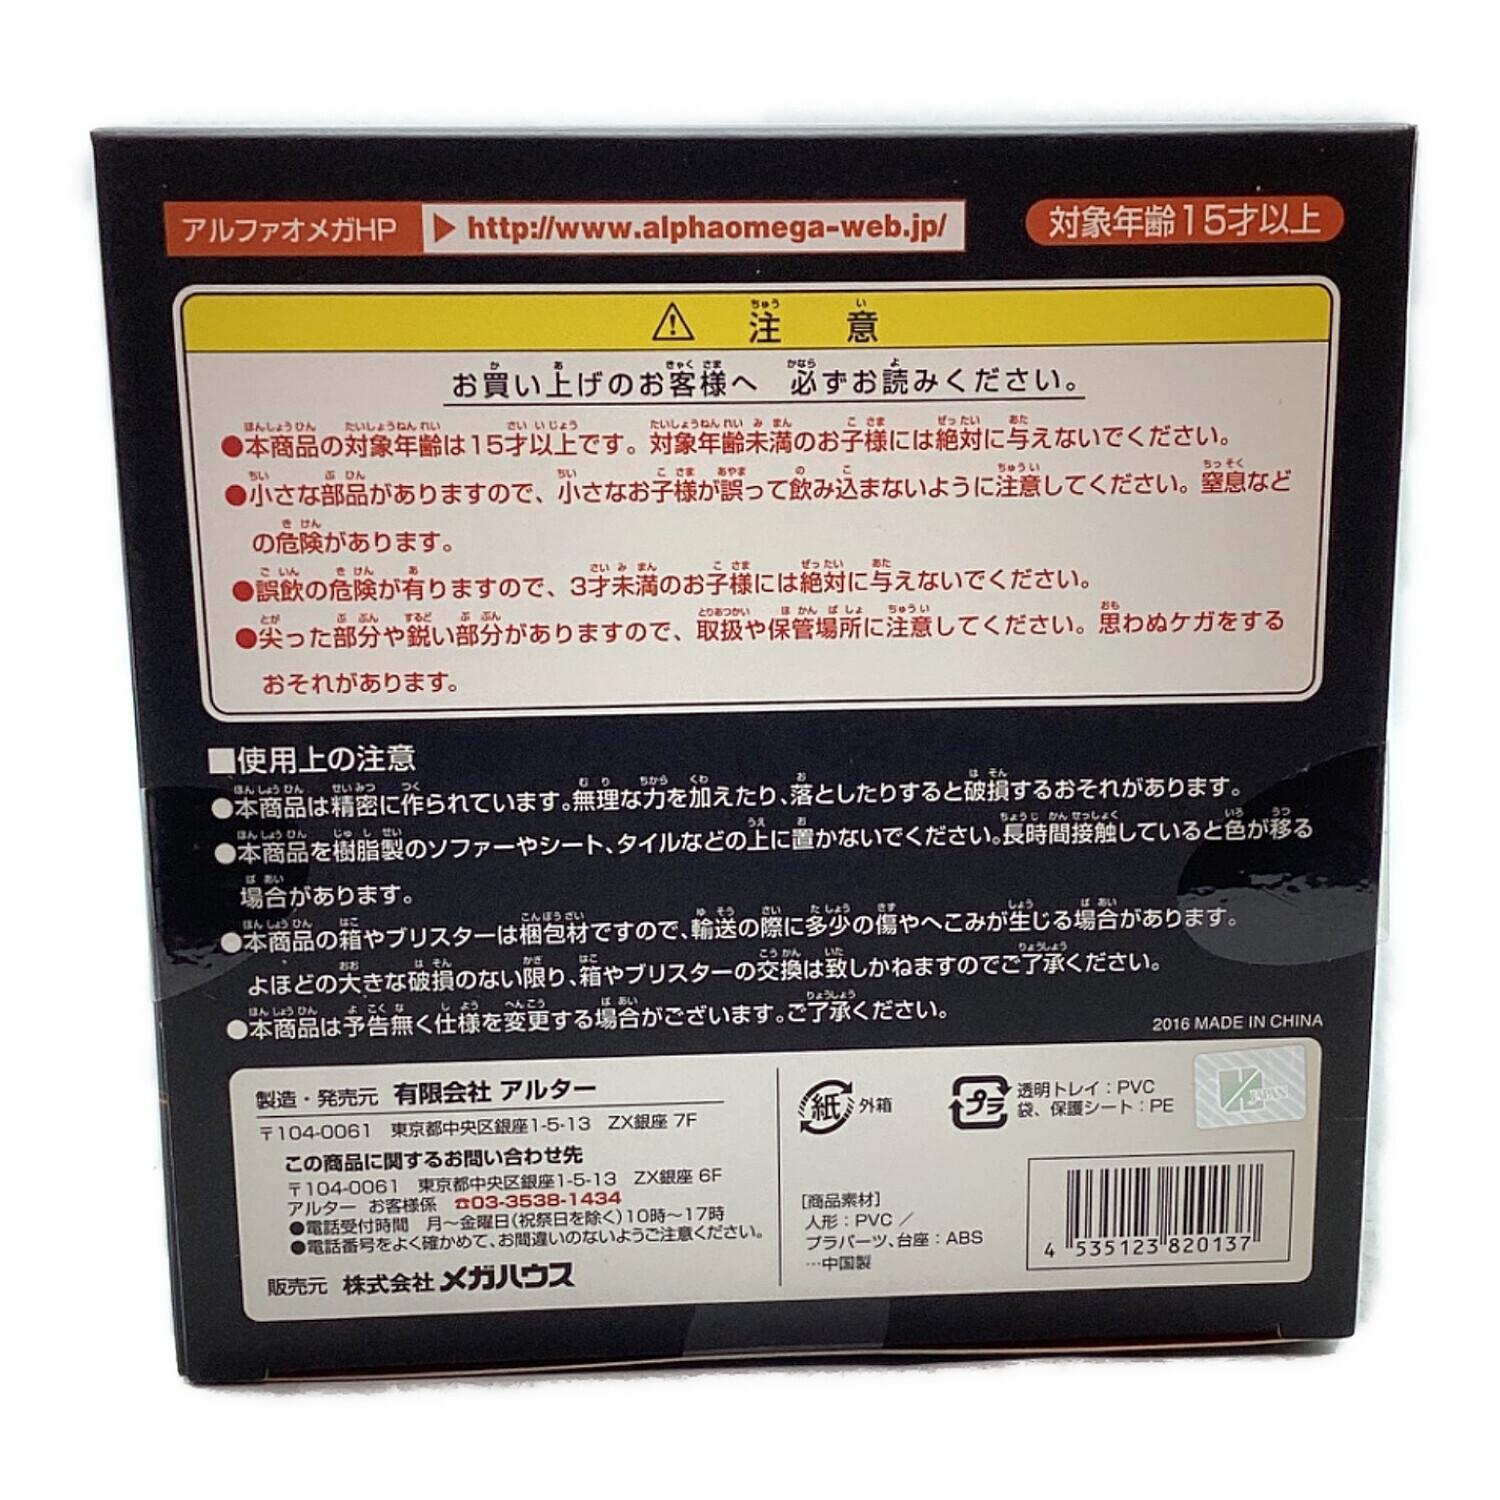 アルファオメガHP ▶ http://www.alphaomega-web.jp/
対象年齢15才以上
⚠ 注意
お買い上げのお客様へ 必ずお読みください。
●本商品の対象年齢は15才以上です。対象年齢未満のお子様には絶対に与えないでください。
●小さな部品がありますので、小さなお子様が誤って飲み込まないように注意してください。窒息など
の危険があります。
●誤飲の危険が有りますので、3才未満のお子様には絶対に与えないでください。
●尖った部分や鋭い部分がありますので、取扱や保管場所に注意してください。思わぬケガをする
おそれがあります。
■使用上の注意
●本商品は精密に作られています。無理な力を加えたり、落としたりすると破損するおそれがあります。
●本商品を樹脂製のソファーやシート、タイルなどの上に置かないでください。長時間接触していると色が移る
場合があります。
●本商品の箱やブリスターは梱包材ですので、輸送の際に多少の傷やへこみが生じる場合があります。
よほどの大きな破損のない限り、箱やブリスターの交換は致しかねますのでご了承ください。
●本商品は予告無く仕様を変更する場合がございます。ご了承ください。
2016 MADE IN CHINA
製造・発売元 有限会社 アルター
〒104-0061 東京都中央区銀座1-5-13 ZX銀座 7F
この商品に関するお問い合わせ先
〒104-0061 東京都中央区銀座1-5-13 ZX銀座 6F
アルター お客様係 ☎03-3538-1434
●電話受付時間 月〜金曜日(祝祭日を除く)10時〜17時
●電話番号をよく確かめて、お間違いのないようご注意ください。
販売元 株式会社 メガハウス
紙 外箱
プラ 透明トレイ：PVC
袋、保護シート：PE
JAPAN
[商品素材]
人形：PVC ／
プラパーツ、台座：ABS
…中国製
4 535123 820137